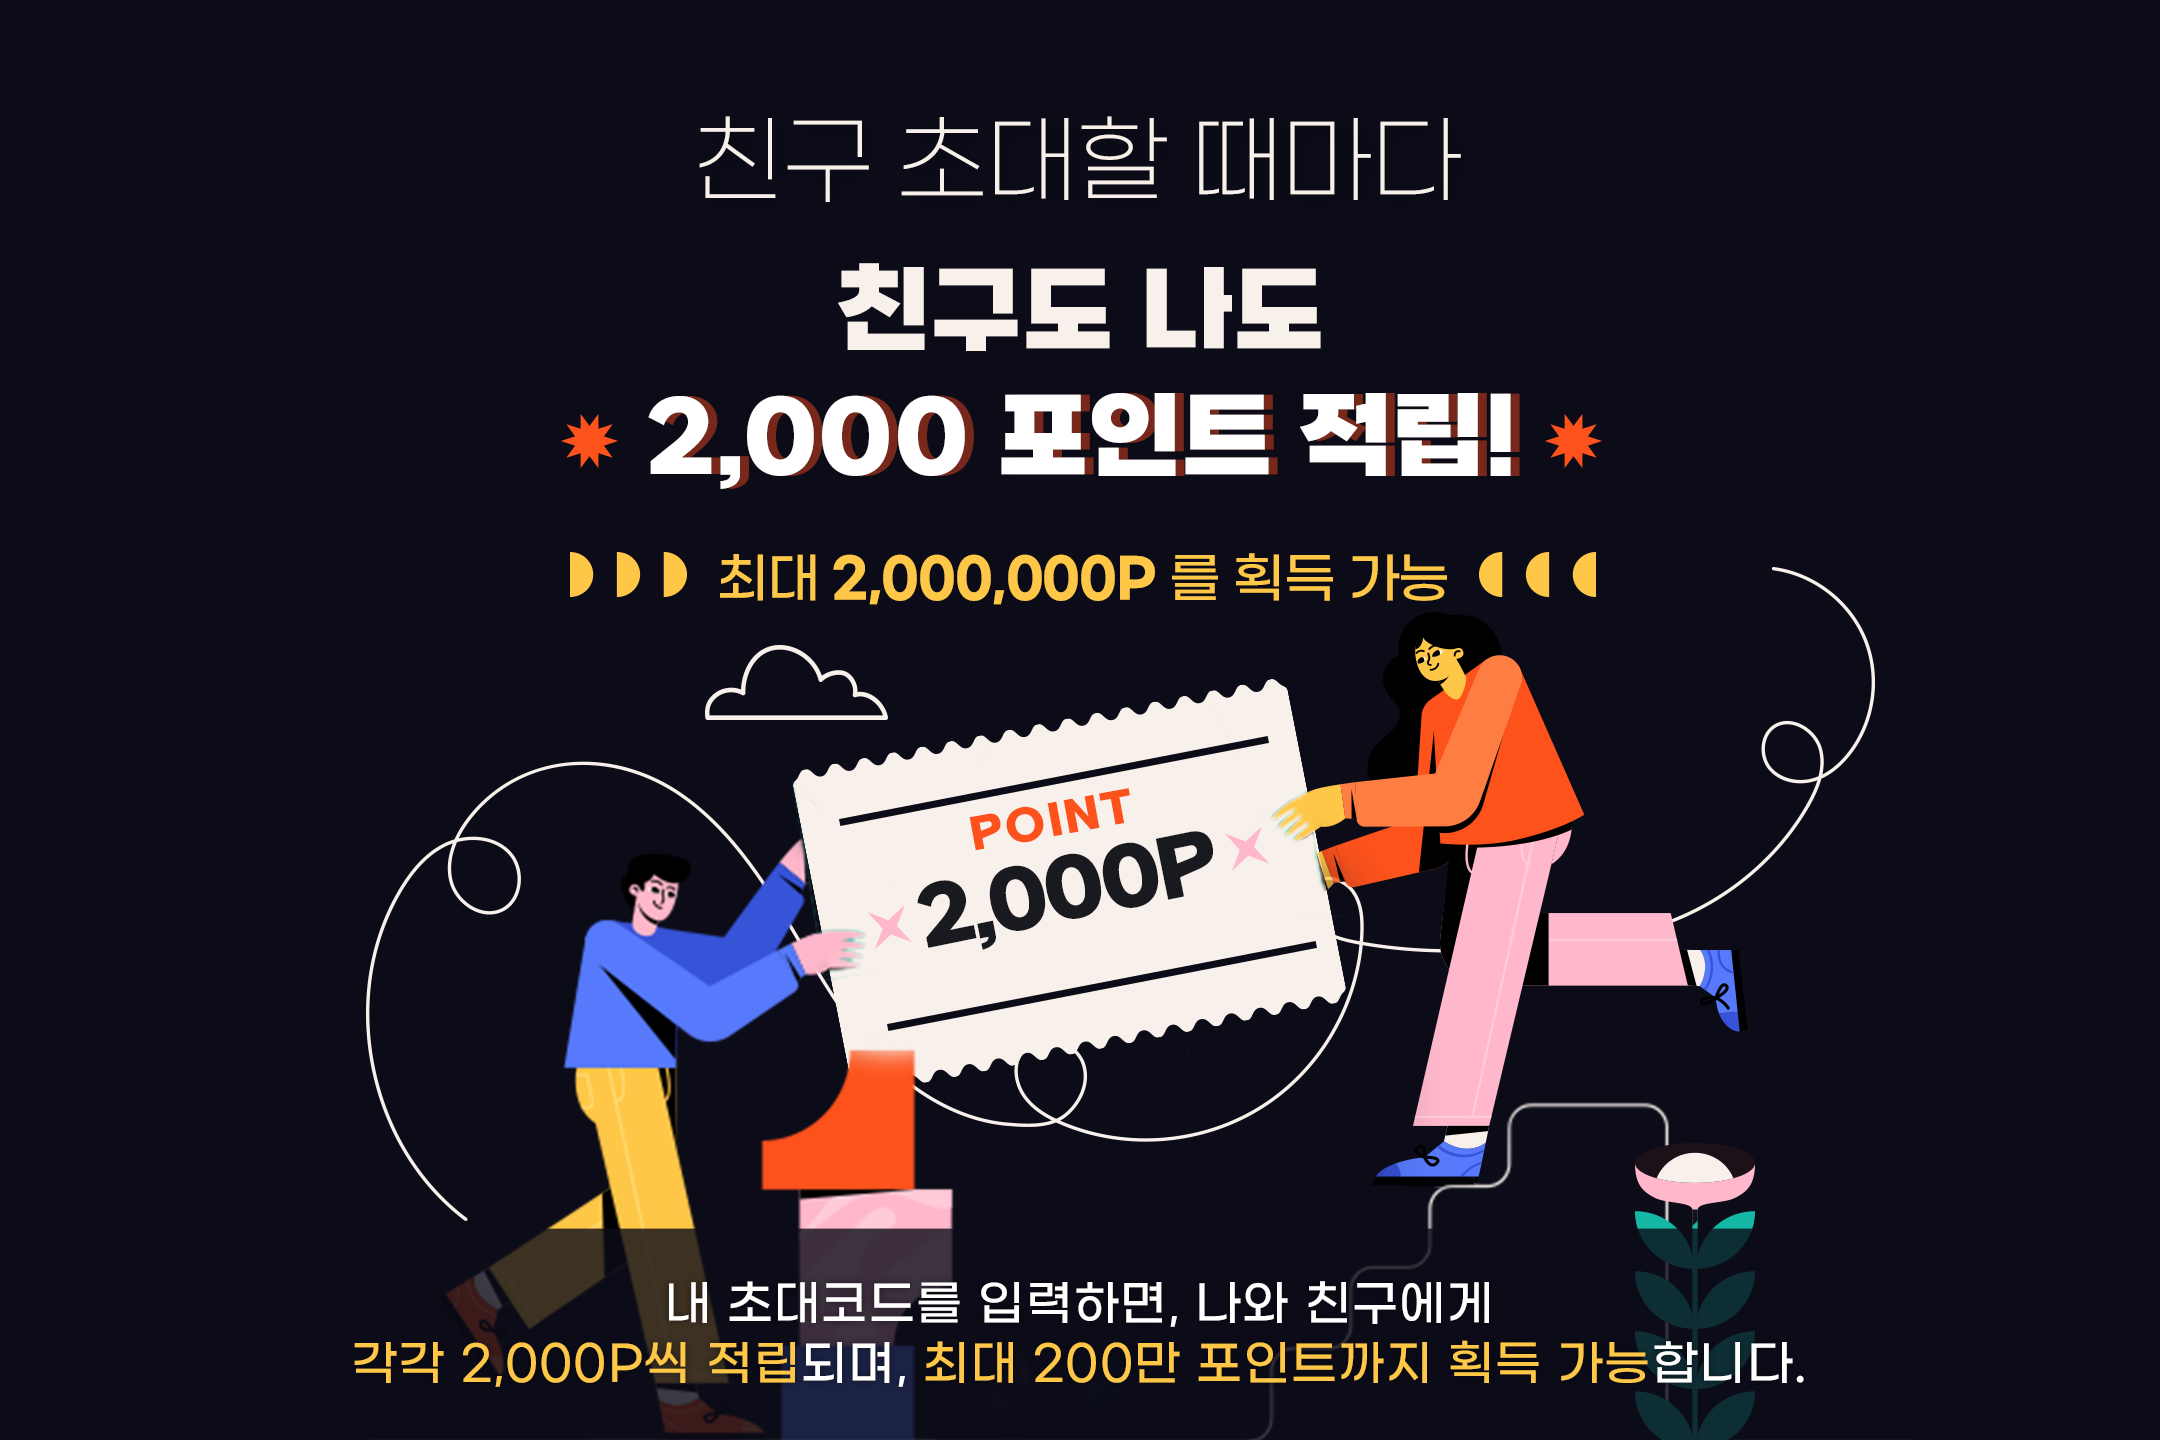 친구 초대할 때마다
친구도 나도
2,000 포인트 적립!
최대 2,000,000P 를 획득 가능
POINT
2,000P
내 초대코드를 입력하면, 나와 친구에게
각각 2,000P씩 적립되며, 최대 200만 포인트까지 획득 가능합니다.